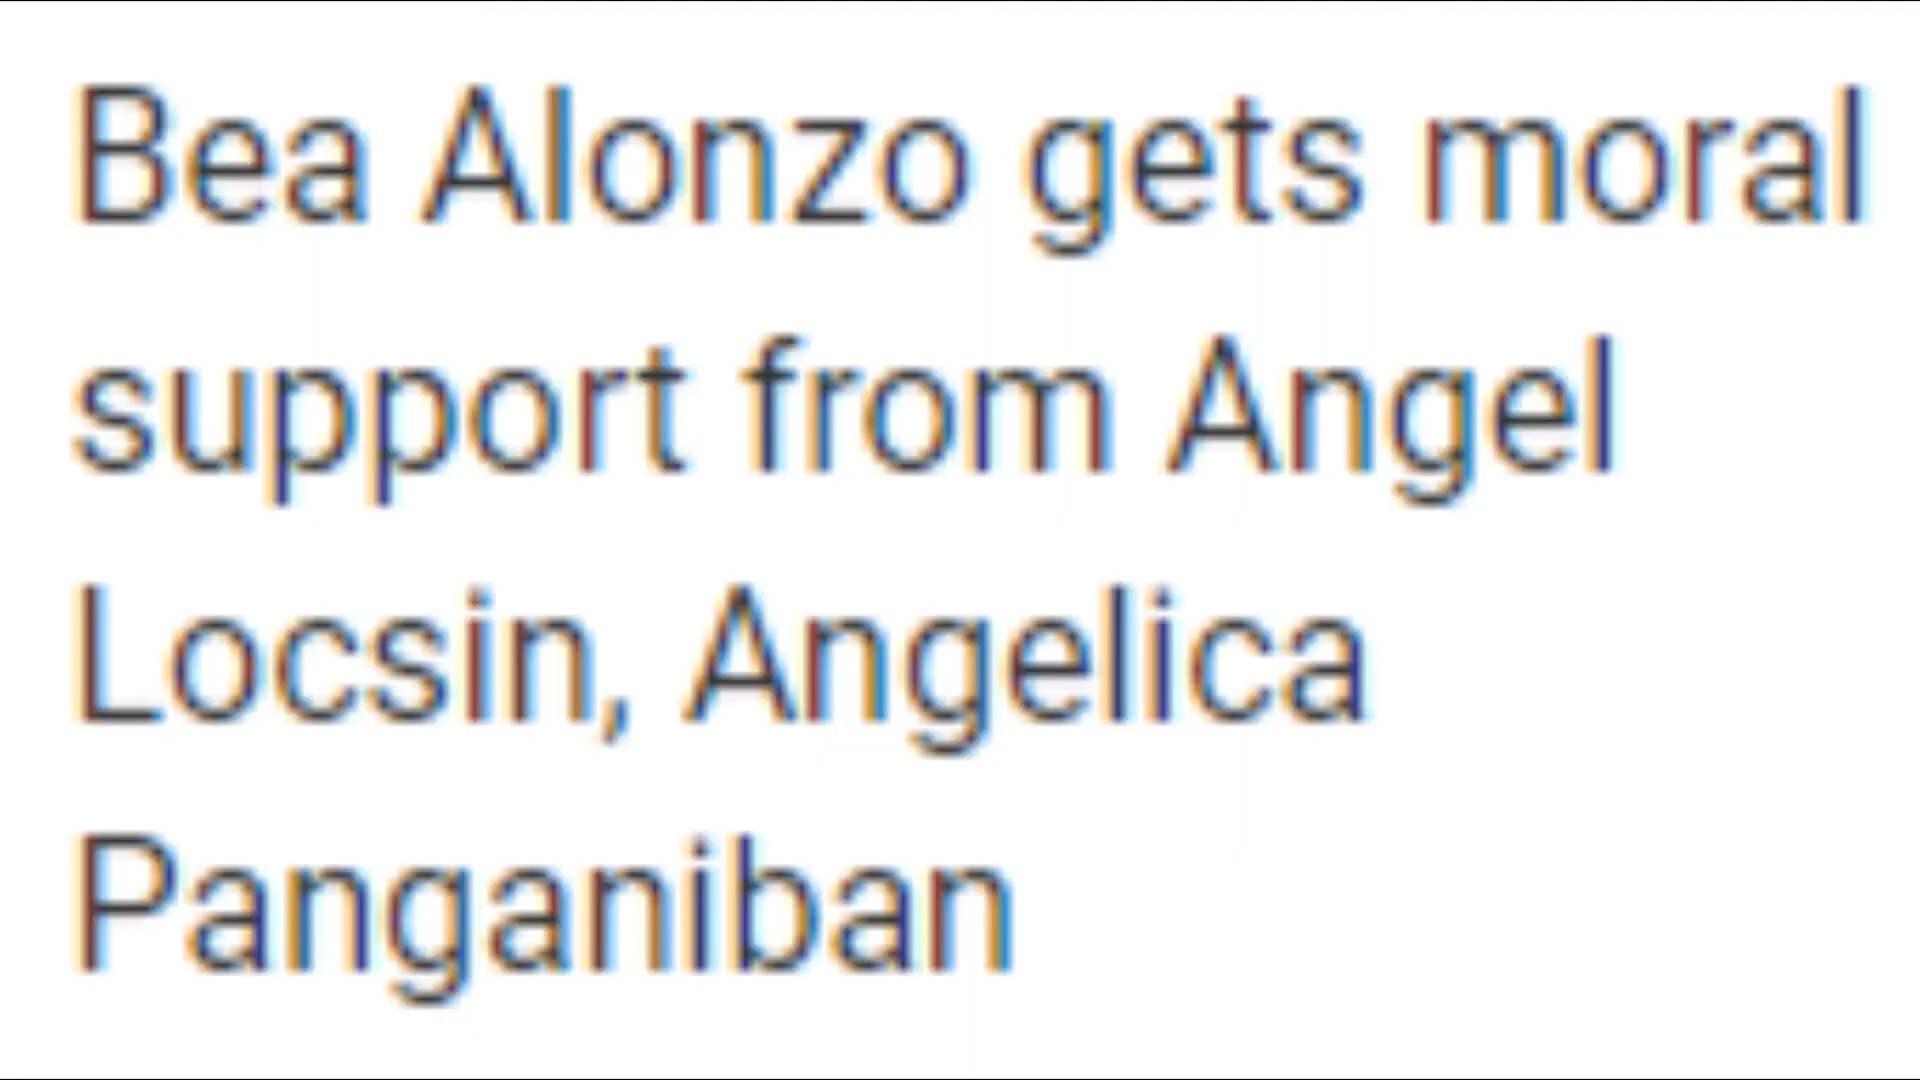 Bea Alonzo gets moral
support from Angel
Locsin, Angelica
Panganiban